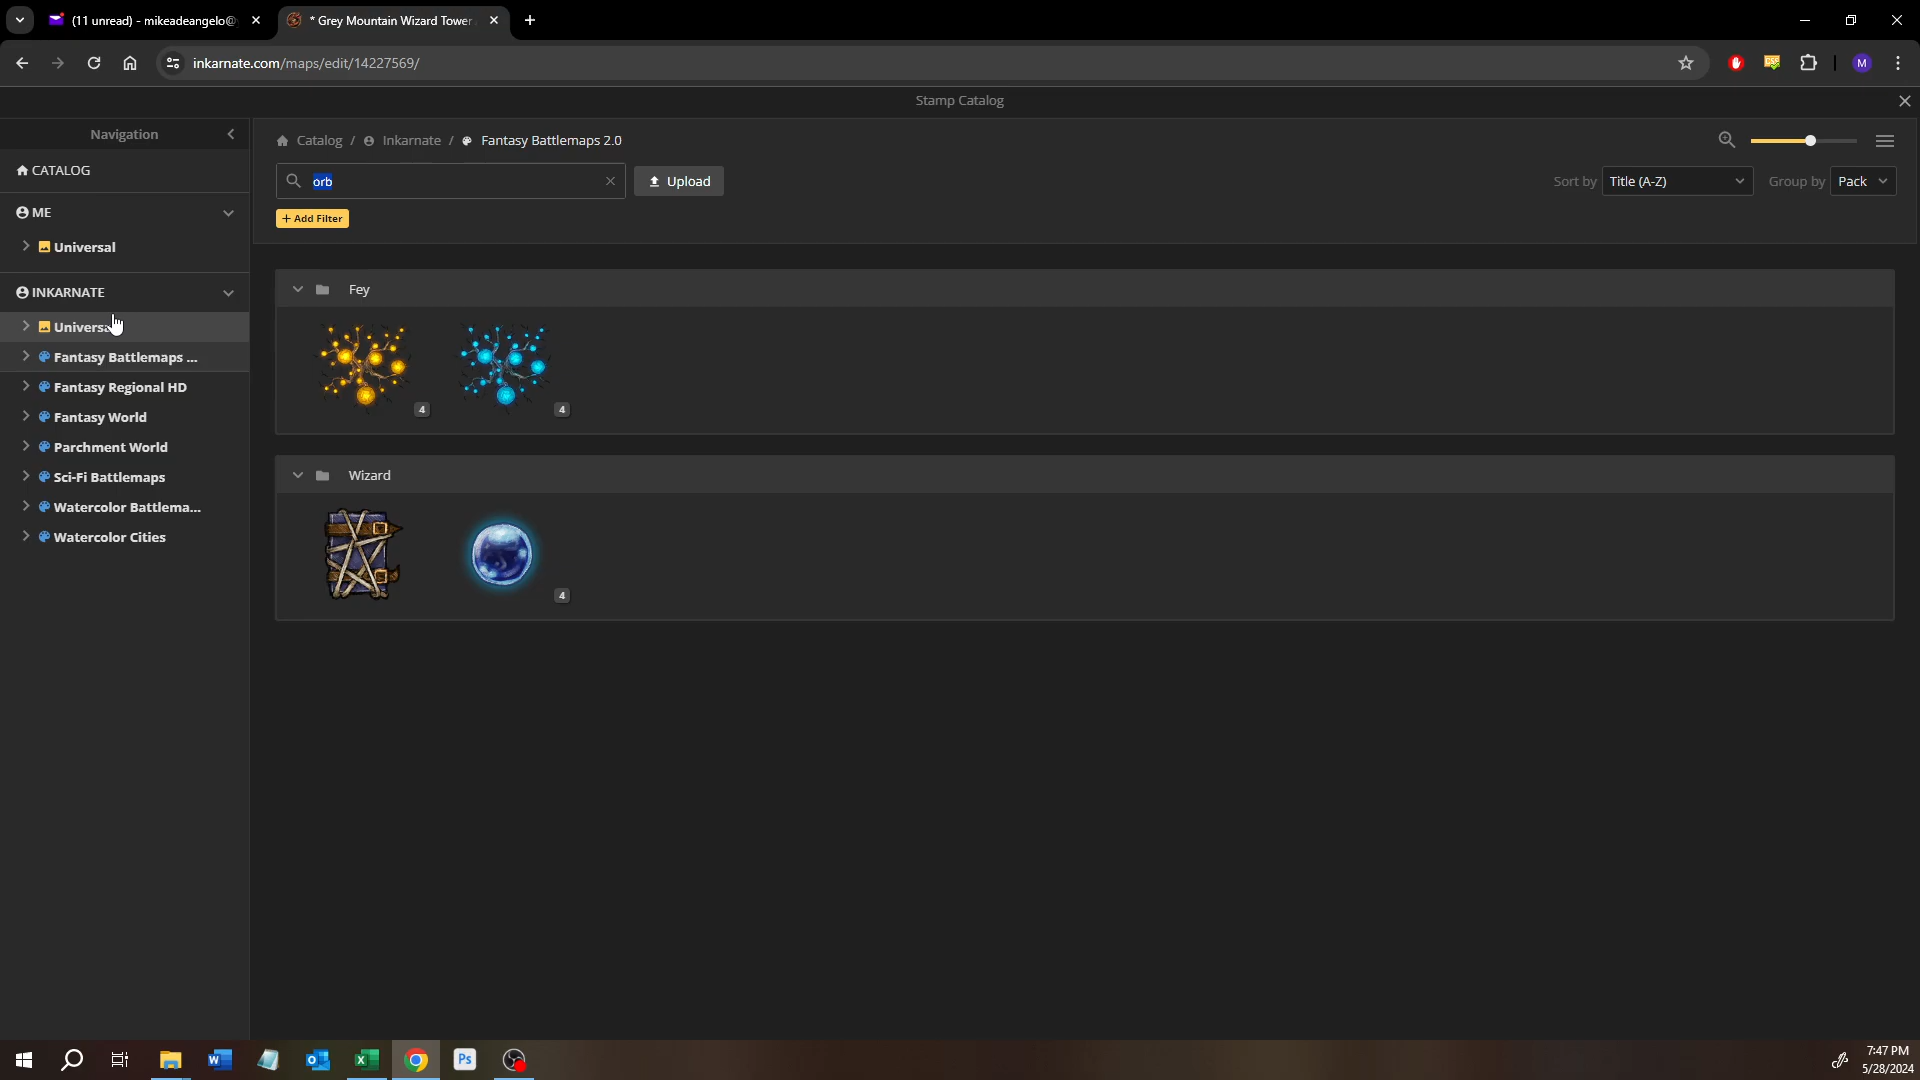 (11 unread) - mikeadeangelo@
* Grey Mountain Wizard Tower
inkarnate.com/maps/edit/14227569/
M
Stamp Catalog
Navigation
Catalog / Inkarnate / Fantasy Battlemaps 2.0
CATALOG
orb
Upload
Sort by Title (A-Z)
Group by Pack
+ Add Filter
ME
Universal
INKARNATE
Universa
Fantasy Battlemaps ...
Fantasy Regional HD
Fantasy World
Parchment World
Sci-Fi Battlemaps
Watercolor Battlema...
Watercolor Cities
Fey
4
4
Wizard
4
Ps
7:47 PM
5/28/2024